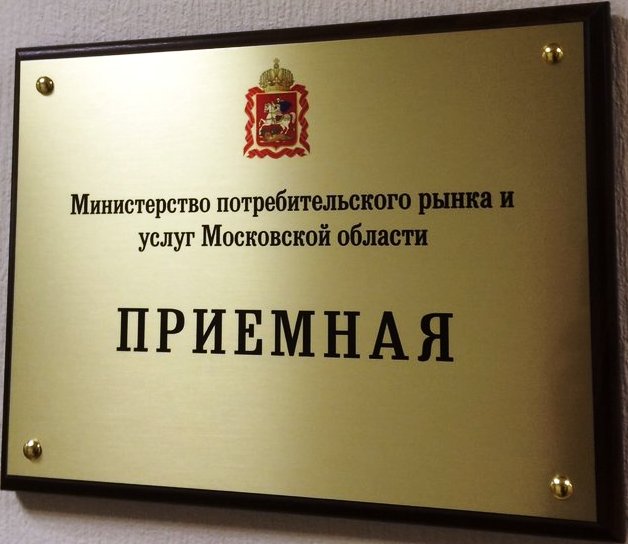 Министерство потребительского рынка и
услуг Московской области
ПРИЕМНАЯ